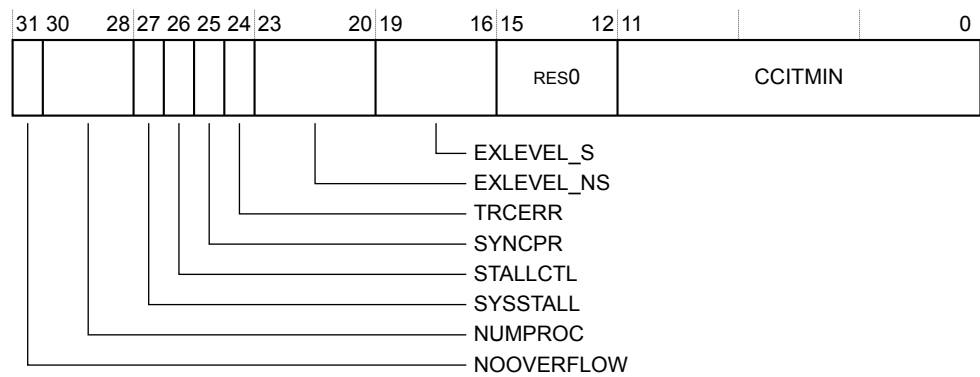 31 30 28 27 26 25 24 23 20 19 16 15 12 11 0
RES0 CCITMIN
EXLEVEL_S
EXLEVEL_NS
TRCERR
SYNCPR
STALLCTL
SYSSTALL
NUMPROC
NOOVERFLOW